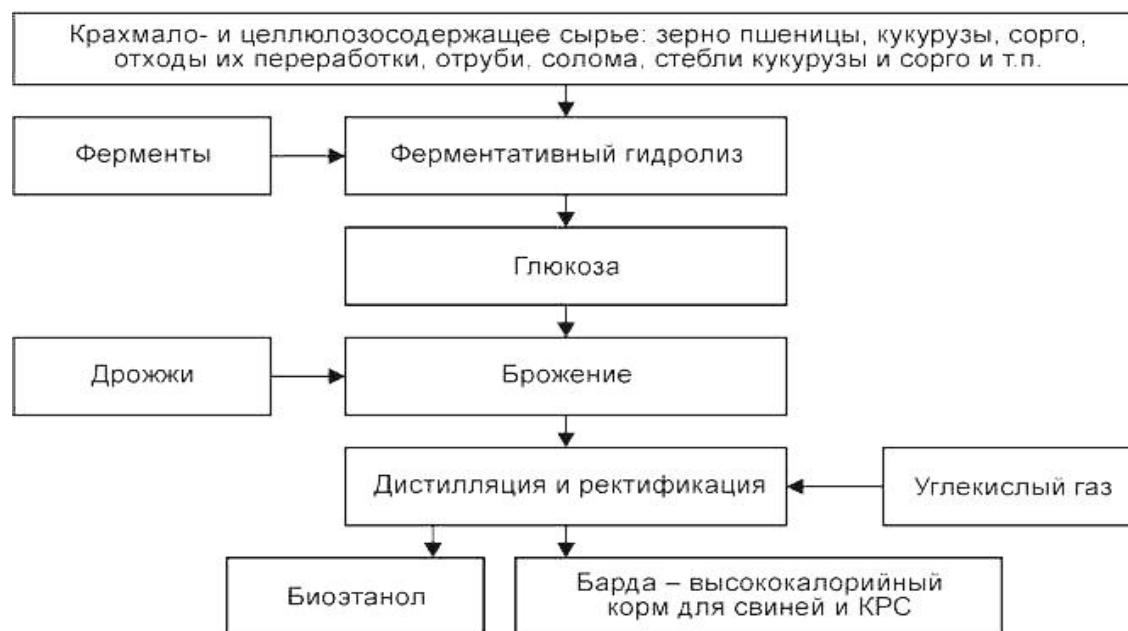 Крахмало- и целлюлозосодержащее сырье: зерно пшеницы, кукурузы, сорго,
отходы их переработки, отруби, солома, стебли кукурузы и сорго и т.п.
Ферменты
Ферментативный гидролиз
Глюкоза
Дрожжи
Брожение
Дистилляция и ректификация
Углекислый газ
Биоэтанол
Барда – высококалорийный
корм для свиней и КРС